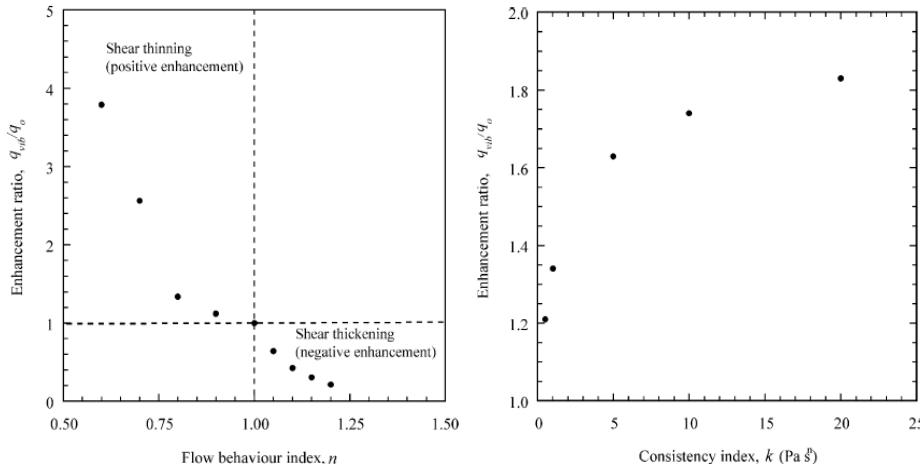 5
4
3
2
1
0
Enhancement ratio, q_vib/q_o
Shear thinning
(positive enhancement)
Shear thickening
(negative enhancement)
0.50
0.75
1.00
1.25
1.50
Flow behaviour index, n
2.0
1.8
1.6
1.4
1.2
1.0
Enhancement ratio, q_vib/q_o
0
5
10
15
20
25
Consistency index, k (Pa sⁿ)